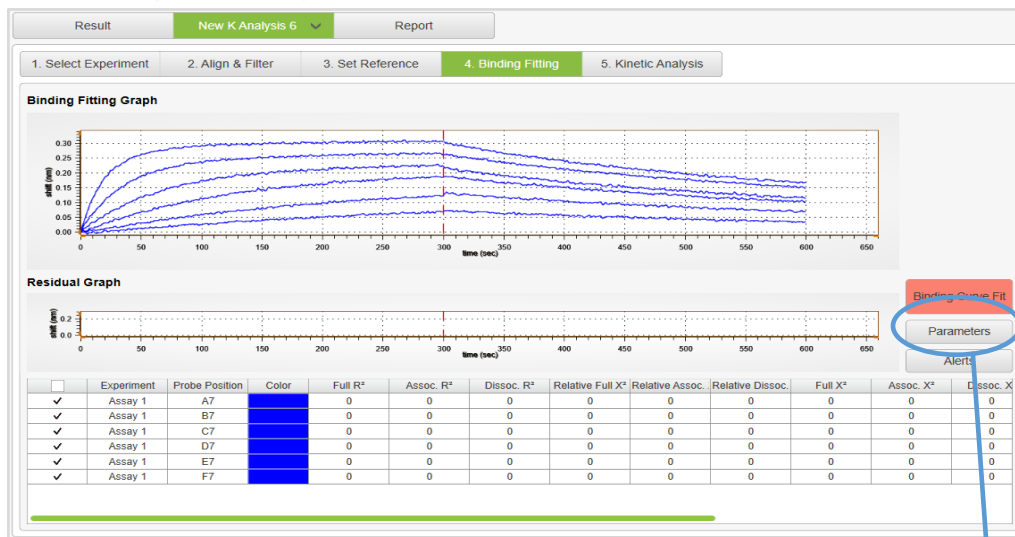 Result New K Analysis 6 Report
1. Select Experiment 2. Align & Filter 3. Set Reference 4. Binding Fitting 5. Kinetic Analysis
Binding Fitting Graph
0.30
0.25
0.20
0.15
0.10
0.05
0.00
shift (nm)
0 50 100 150 200 250 300 350 400 450 500 550 600 650
time (sec)
Residual Graph
Binding Curve Fit
0.2
0.0
shift (nm)
Parameters
0 50 100 150 200 250 300 350 400 450 500 550 600 650
time (sec)
Alerts
Experiment Probe Position Color Full R² Assoc. R² Dissoc. R² Relative Full X² Relative Assoc. Relative Dissoc. Full X² Assoc. X² Dissoc. X
✓ Assay 1 A7 0 0 0 0 0 0 0 0 0
✓ Assay 1 B7 0 0 0 0 0 0 0 0 0
✓ Assay 1 C7 0 0 0 0 0 0 0 0 0
✓ Assay 1 D7 0 0 0 0 0 0 0 0 0
✓ Assay 1 E7 0 0 0 0 0 0 0 0 0
✓ Assay 1 F7 0 0 0 0 0 0 0 0 0